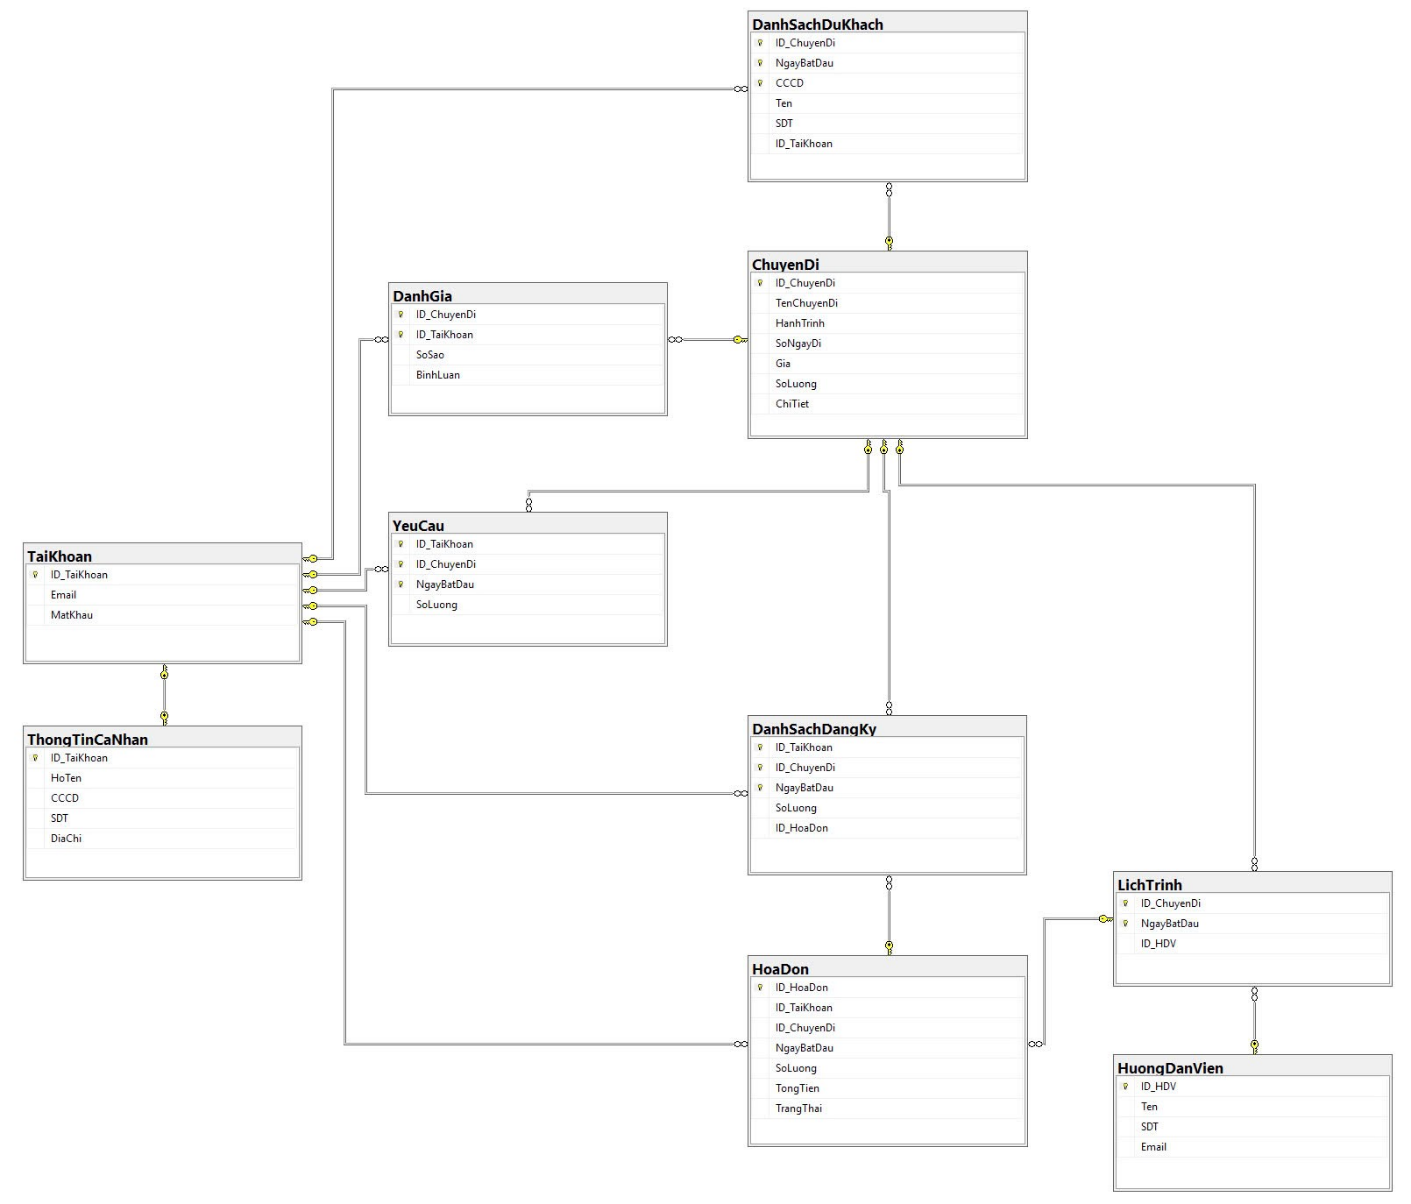 DanhSachDuKhach
ID_ChuyenDi
NgayBatDau
CCCD
Ten
SDT
ID_TaiKhoan
ChuyenDi
ID_ChuyenDi
TenChuyenDi
HanhTrinh
SoNgayDi
Gia
SoLuong
ChiTiet
DanhGia
ID_ChuyenDi
ID_TaiKhoan
SoSao
BinhLuan
YeuCau
ID_TaiKhoan
ID_ChuyenDi
NgayBatDau
SoLuong
TaiKhoan
ID_TaiKhoan
Email
MatKhau
ThongTinCaNhan
ID_TaiKhoan
HoTen
CCCD
SDT
DiaChi
DanhSachDangKy
ID_TaiKhoan
ID_ChuyenDi
NgayBatDau
SoLuong
ID_HoaDon
LichTrinh
ID_ChuyenDi
NgayBatDau
ID_HDV
HoaDon
ID_HoaDon
ID_TaiKhoan
ID_ChuyenDi
NgayBatDau
SoLuong
TongTien
TrangThai
HuongDanVien
ID_HDV
Ten
SDT
Email